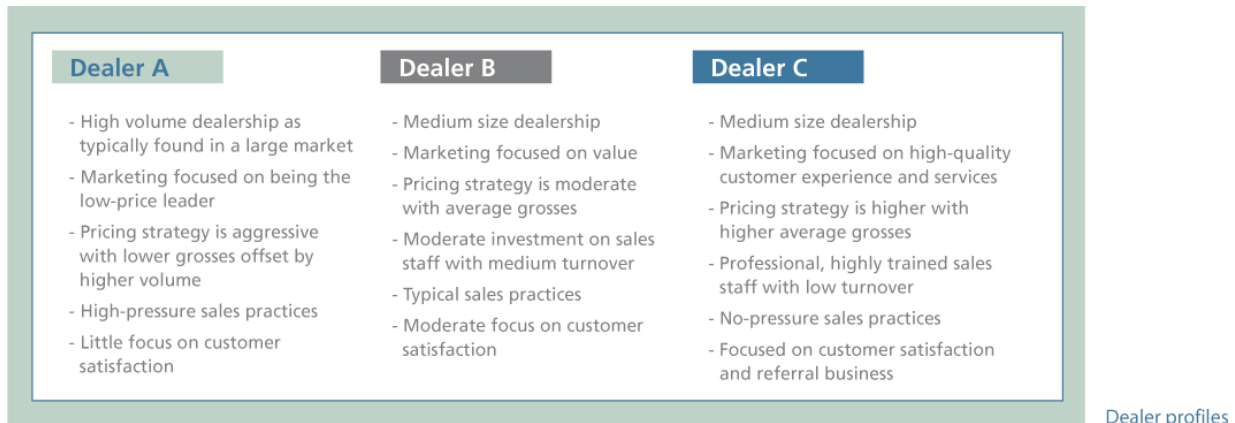 Dealer A
- High volume dealership as
typically found in a large market
- Marketing focused on being the
low-price leader
- Pricing strategy is aggressive
with lower grosses offset by
higher volume
- High-pressure sales practices
- Little focus on customer
satisfaction
Dealer B
- Medium size dealership
- Marketing focused on value
- Pricing strategy is moderate
with average grosses
- Moderate investment on sales
staff with medium turnover
- Typical sales practices
- Moderate focus on customer
satisfaction
Dealer C
- Medium size dealership
- Marketing focused on high-quality
customer experience and services
- Pricing strategy is higher with
higher average grosses
- Professional, highly trained sales
staff with low turnover
- No-pressure sales practices
- Focused on customer satisfaction
and referral business
Dealer profiles